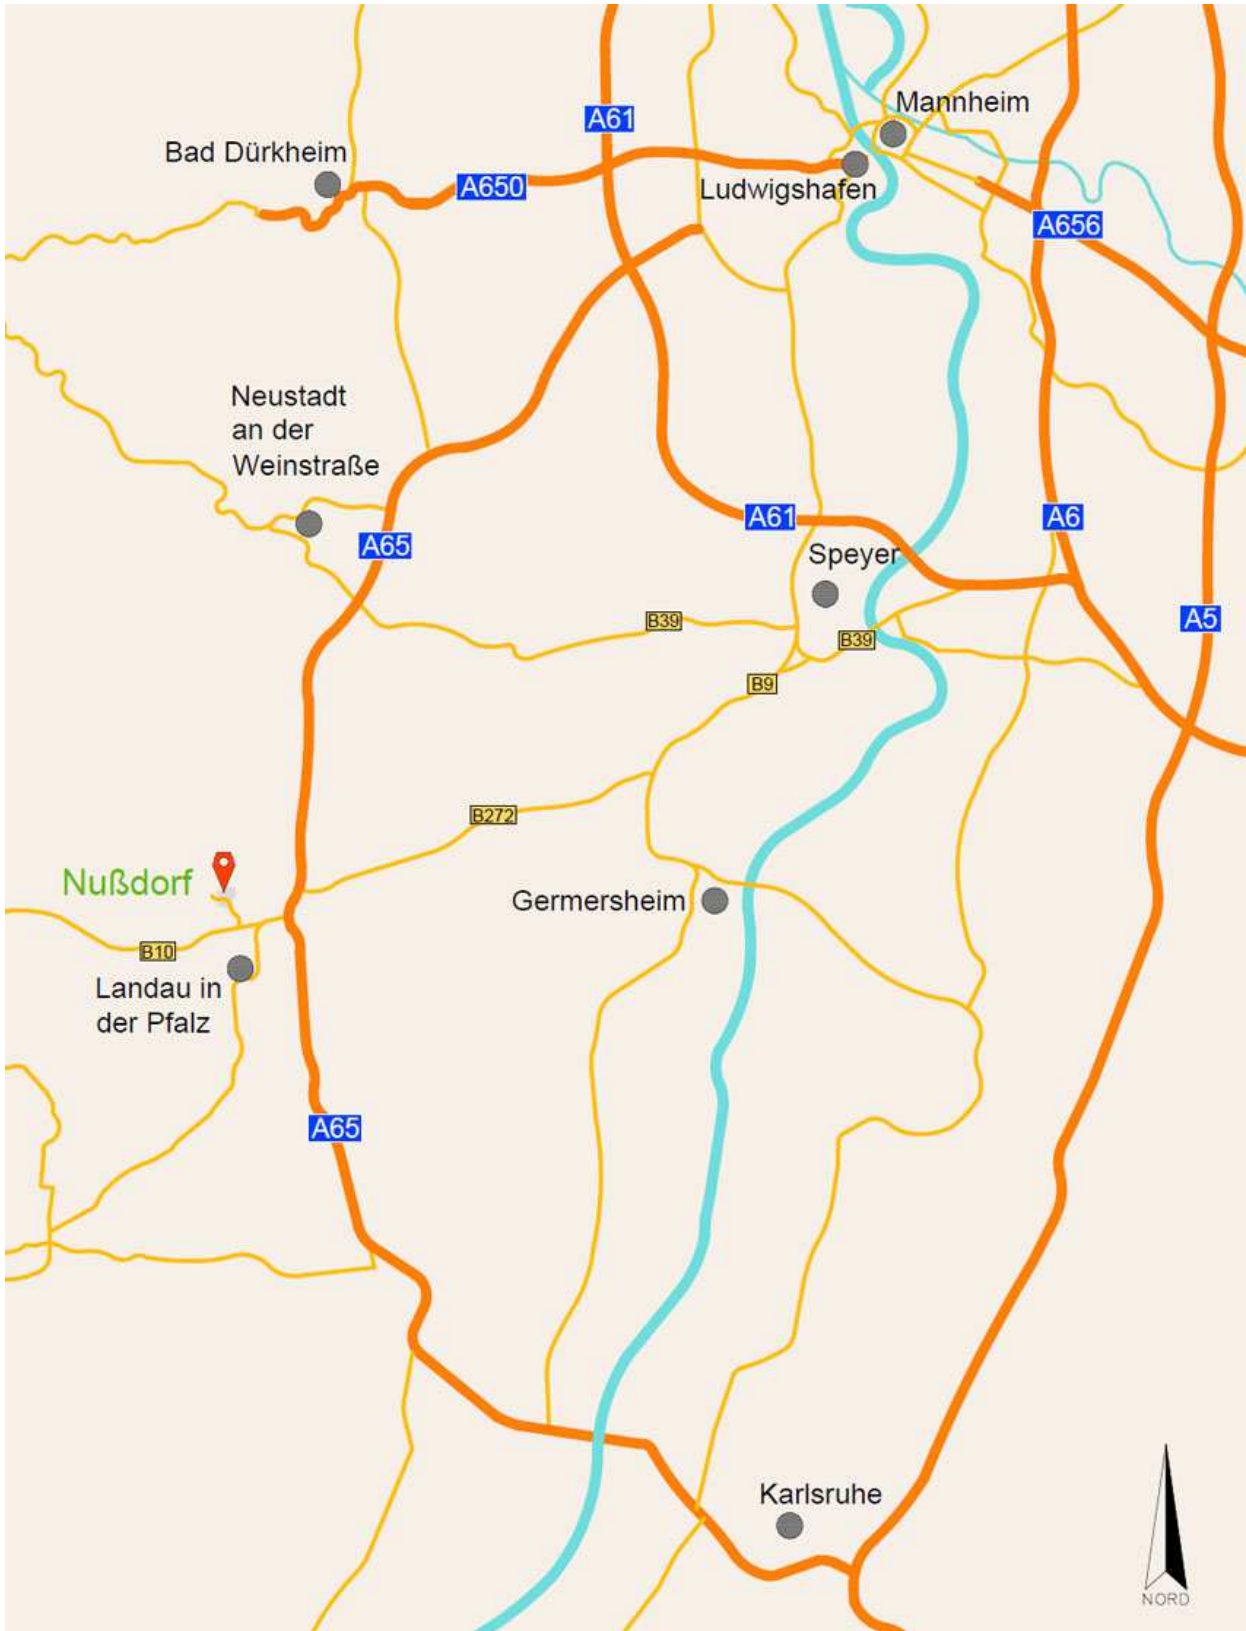 Mannheim
A61
Bad Dürkheim
A650
Ludwigshafen
A656
Neustadt
an der
Weinstraße
A61
A6
A65
Speyer
B39
B39
A5
B9
B272
Nußdorf
Germersheim
B10
Landau in
der Pfalz
A65
Karlsruhe
NORD